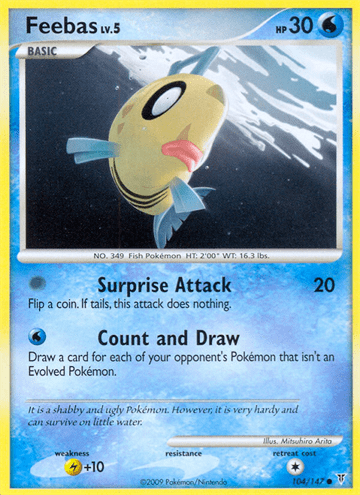 Feebas LV.5 HP 30
BASIC
NO. 349 Fish Pokémon HT: 2'00" WT: 16.3 lbs.
Surprise Attack 20
Flip a coin. If tails, this attack does nothing.
Count and Draw
Draw a card for each of your opponent's Pokémon that isn't an
Evolved Pokémon.
It is a shabby and ugly Pokémon. However, it is very hardy and
can survive on little water.
Illus. Mitsuhiro Arita
weakness resistance retreat cost
+10
©2009 Pokémon/Nintendo 104/147